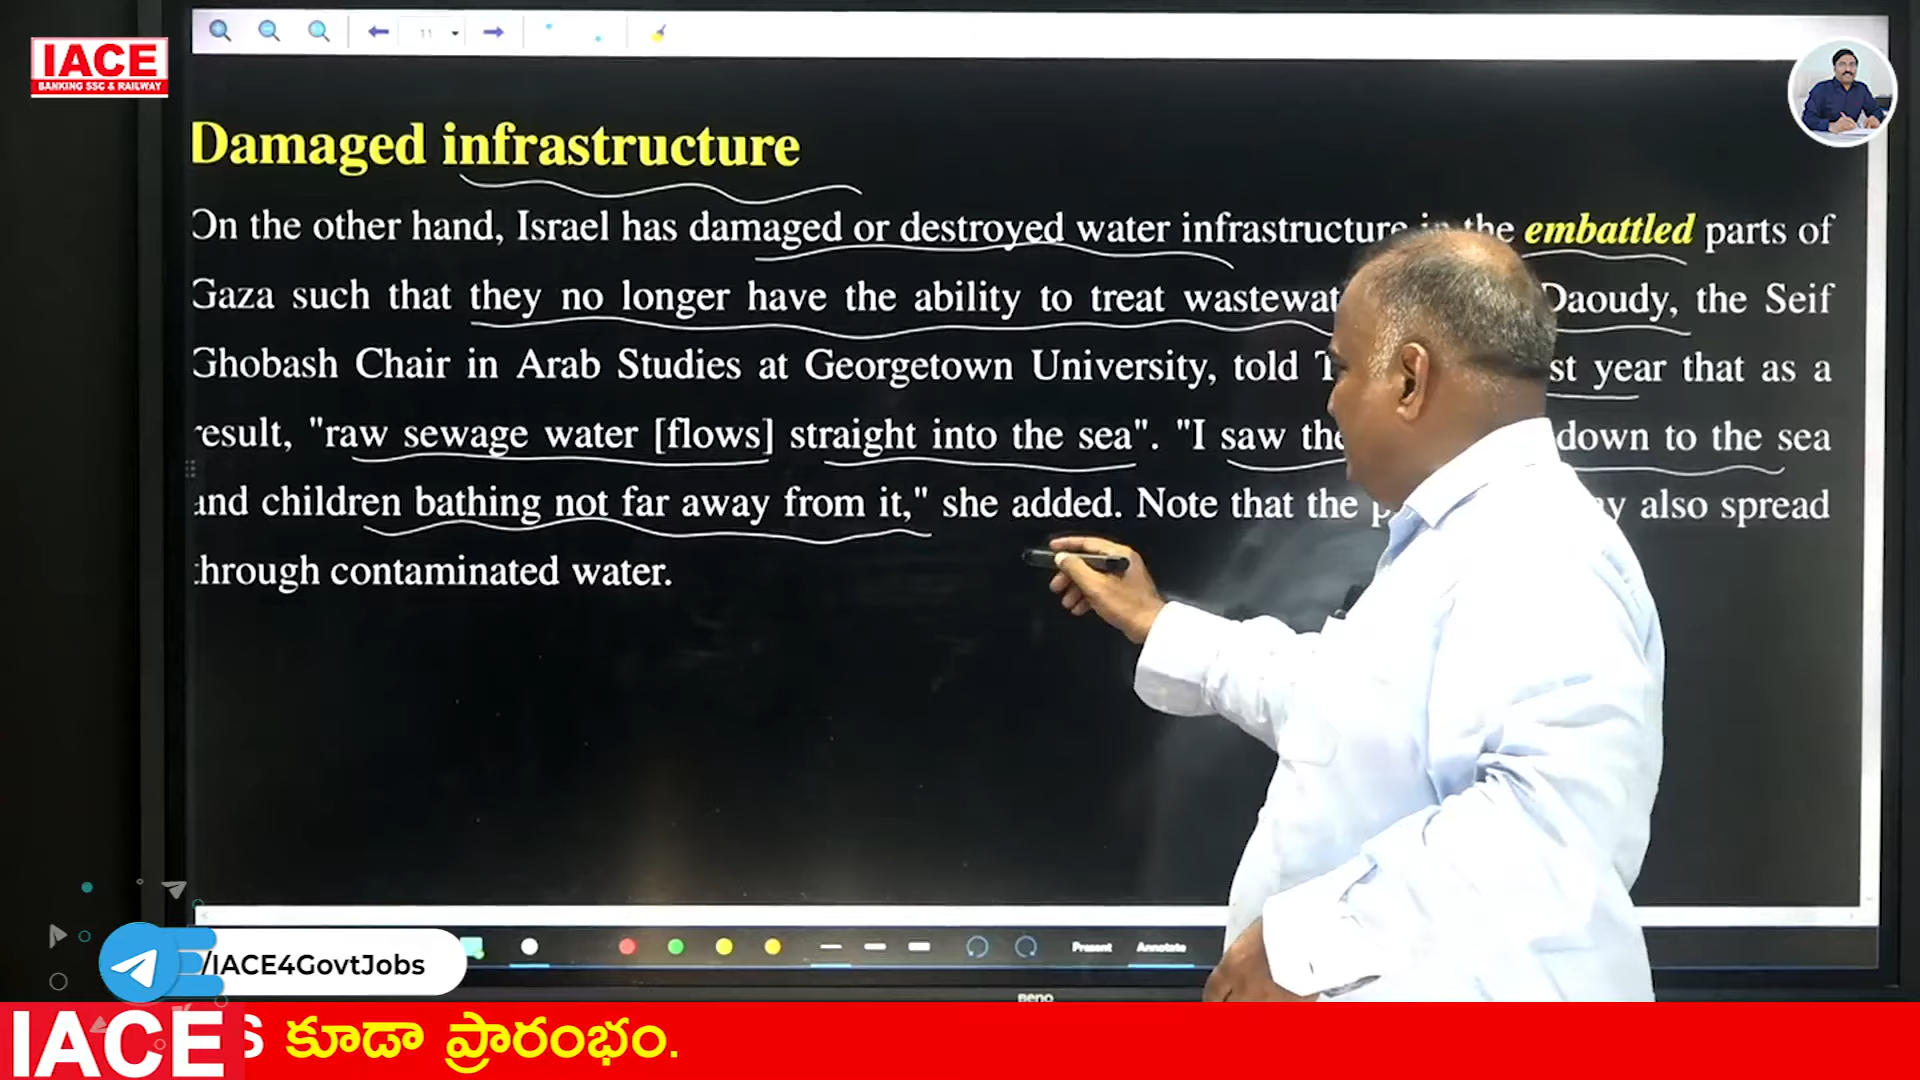 11
IACE
BANKING SSC & RAILWAY
Damaged infrastructure
On the other hand, Israel has damaged or destroyed water infrastructure in the embattled parts of
Gaza such that they no longer have the ability to treat Daoudy, the Seif
Ghobash Chair in Arab Studies at Georgetown University, told year that as a
result, "raw sewage water [flows] straight into the sea". "I saw down to the sea
and children bathing not far away from it," she added. Note that the also spread
through contaminated water.
/IACE4GovtJobs
Present Annotate
BenQ
IACE S కూడా ప్రారంభం.